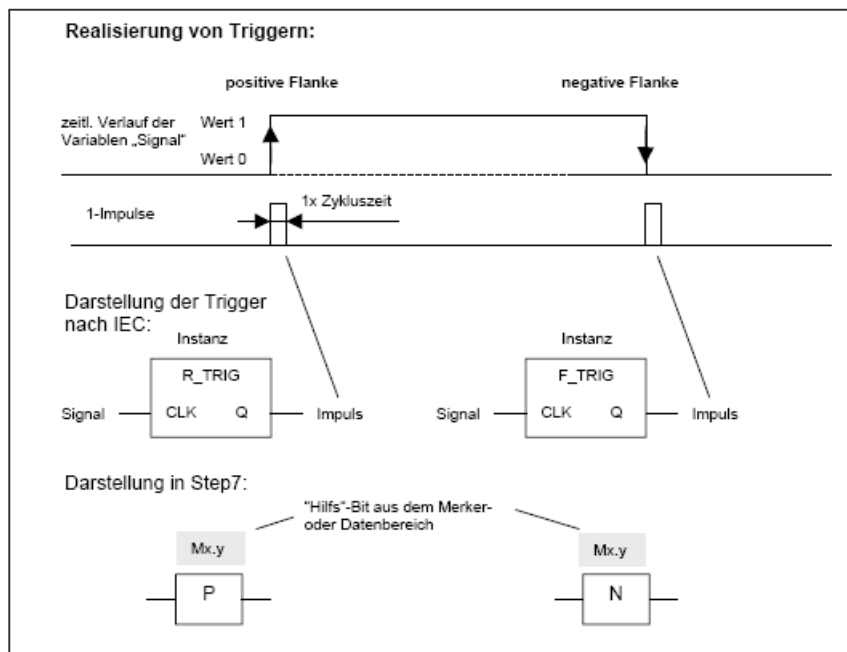 Realisierung von Triggern:
positive Flanke
negative Flanke
zeitl. Verlauf der
Variablen „Signal"
Wert 1
Wert 0
1-Impulse
1x Zykluszeit
Darstellung der Trigger
nach IEC:
Instanz
Instanz
R_TRIG
F_TRIG
Signal
CLK
Q
Impuls
Signal
CLK
Q
Impuls
Darstellung in Step7:
"Hilfs"-Bit aus dem Merker-
oder Datenbereich
Mx.y
Mx.y
P
N